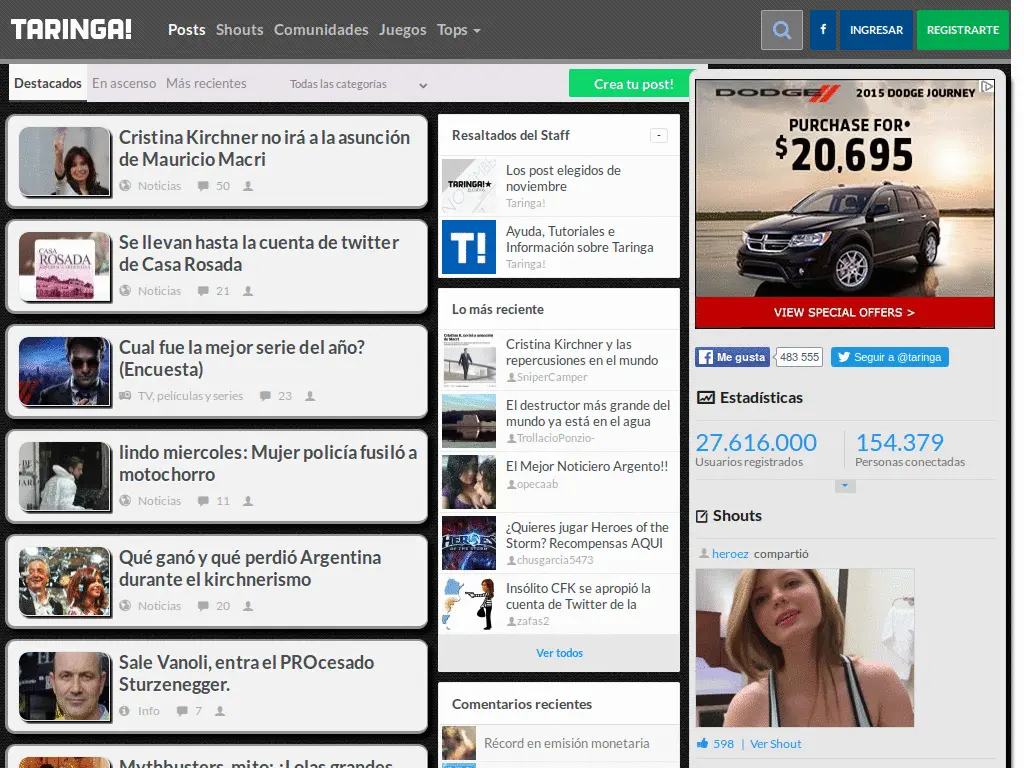 TARINGA!
Posts Shouts Comunidades Juegos Tops
f INGRESAR REGISTRARTE
Destacados En ascenso Más recientes Todas las categorías Crea tu post!
Cristina Kirchner no irá a la asunción
de Mauricio Macri
Noticias 50
CASA
ROSADA
Se llevan hasta la cuenta de twitter
de Casa Rosada
Noticias 21
Cual fue la mejor serie del año?
(Encuesta)
TV, peliculas y series 23
lindo miercoles: Mujer policía fusiló a
motochorro
Noticias 11
Qué ganó y qué perdió Argentina
durante el kirchnerismo
Noticias 20
Sale Vanoli, entra el PROcesado
Sturzenegger.
Info 7
Mythbusters, mito: ¿Lolas grandes
Resaltados del Staff -
TARINGA!
Los post elegidos de
noviembre
Taringa!
T!
Ayuda, Tutoriales e
Información sobre Taringa
Taringa!
Lo más reciente
Cristina Kirchner y las
repercusiones en el mundo
SniperCamper
El destructor más grande del
mundo ya está en el agua
TrollacioPonzio-
El Mejor Noticiero Argento!!
opecaab
HEROES
OF THE STORM
¿Quieres jugar Heroes of the
Storm? Recompensas AQUI
chusgarcia5473
Insólito CFK se apropió la
cuenta de Twitter de la
zafas2
Ver todos
Comentarios recientes
Récord en emisión monetaria
DODGE 2015 DODGE JOURNEY
PURCHASE FOR•
$20,695
VIEW SPECIAL OFFERS >
f Me gusta 483 555 Seguir a @taringa
Estadísticas
27.616.000 154.379
Usuarios registrados Personas conectadas
Shouts
heroez compartió
598 | Ver Shout